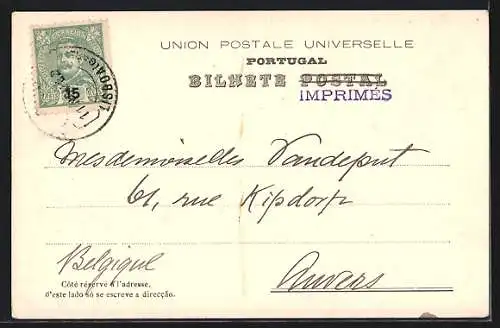 UNION POSTALE UNIVERSELLE
PORTUGAL
BILHETE POSTAL
IMPRIMÉS
CORREIOS
15
Mesdemoiselles Vandeput
61, rue Kipdorp
Belgique
Anvers
Côté réservé à l'adresse,
d'este lado só se escreve a direcção.